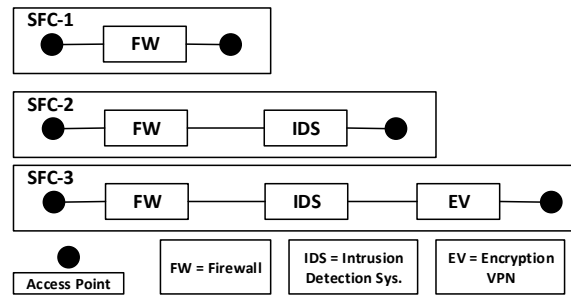 SFC-1
FW
SFC-2
FW IDS
SFC-3
FW IDS EV
Access Point
FW = Firewall
IDS = Intrusion
Detection Sys.
EV = Encryption
VPN